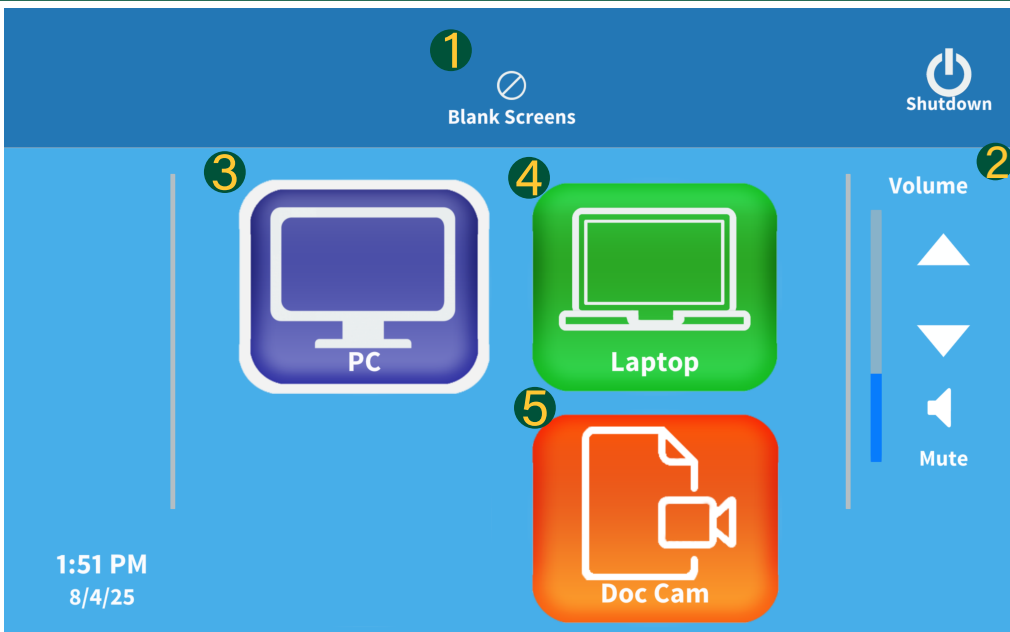 1
Blank Screens
Shutdown
2
Volume
3
PC
4
Laptop
5
Doc Cam
Mute
1:51 PM
8/4/25